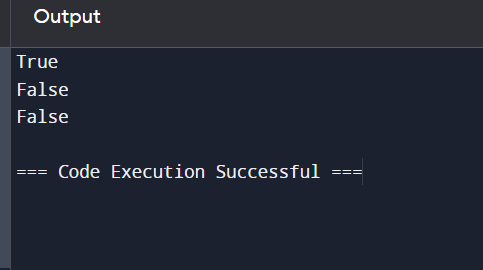 Output
True
False
False
=== Code Execution Successful ===